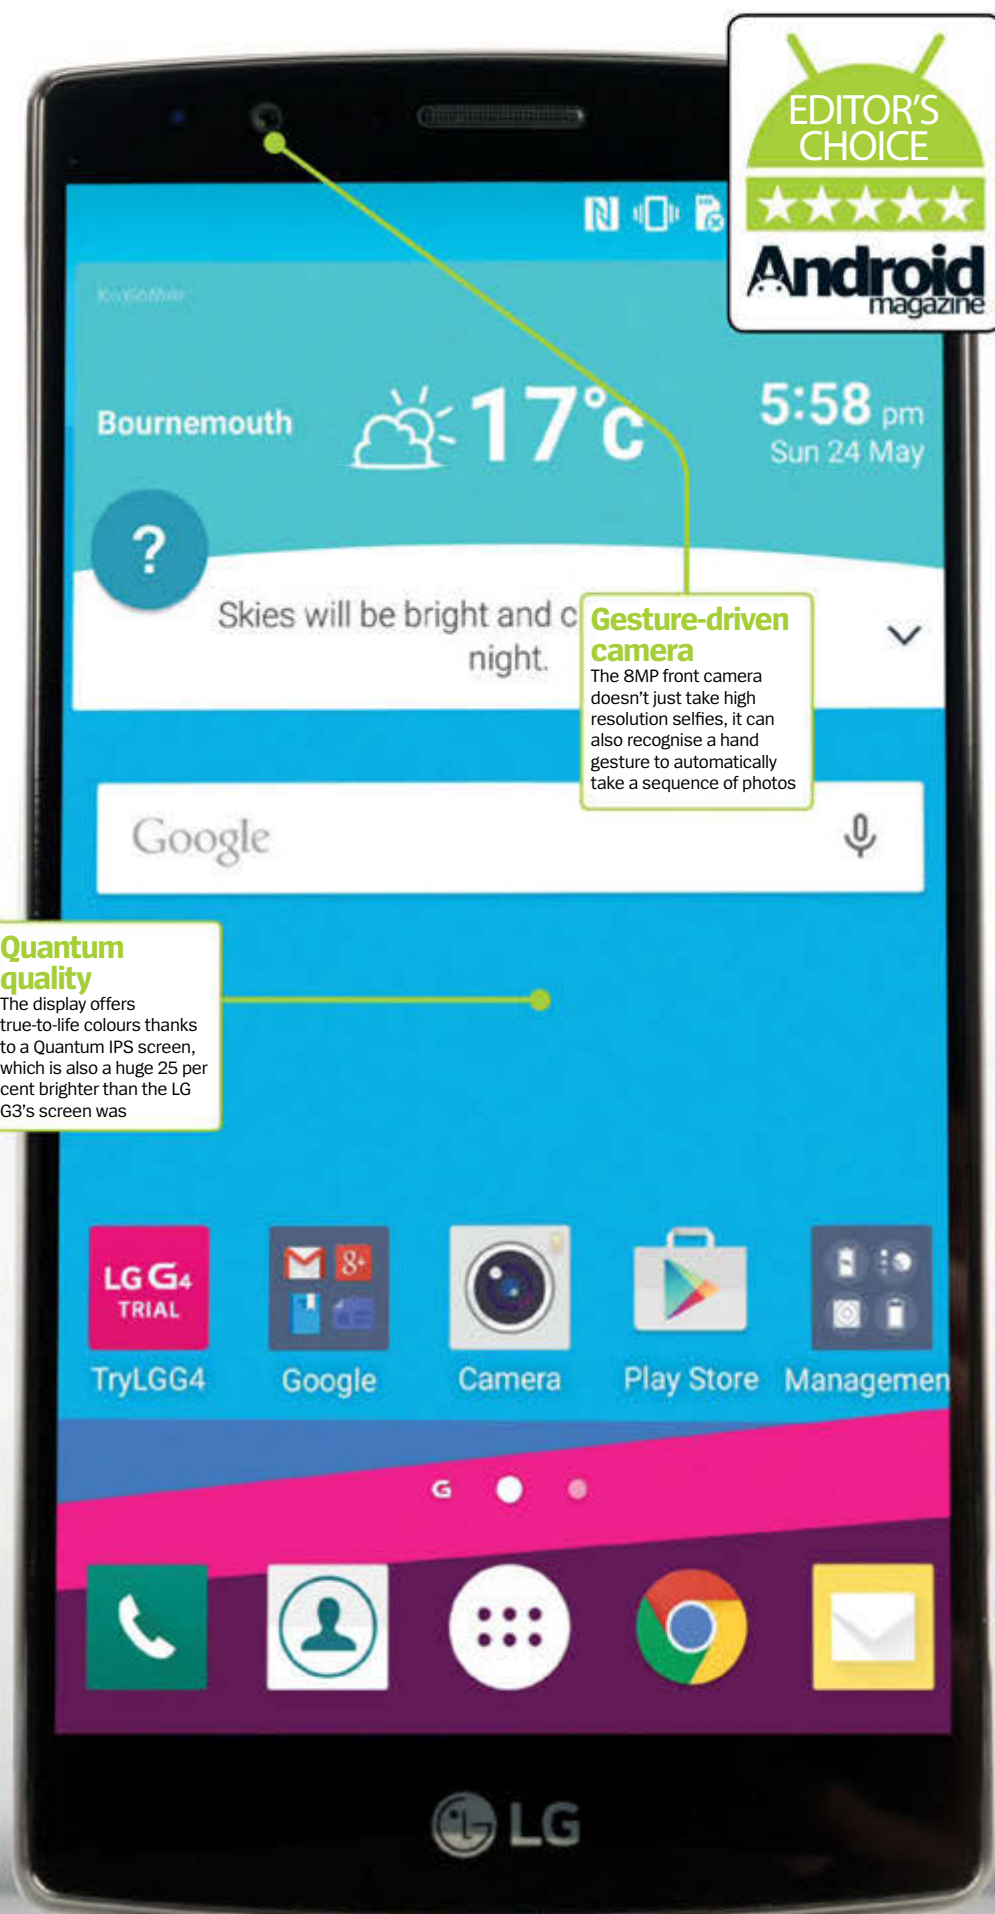 EDITOR'S
CHOICE
Android
magazine
Bournemouth
17°c
5:58 pm
Sun 24 May
?
Skies will be bright and c
night.
Gesture-driven
camera
The 8MP front camera
doesn't just take high
resolution selfies, it can
also recognise a hand
gesture to automatically
take a sequence of photos
Google
Quantum
quality
The display offers
true-to-life colours thanks
to a Quantum IPS screen,
which is also a huge 25 per
cent brighter than the LG
G3's screen was
LG G4
TRIAL
8+
TryLGG4
Google
Camera
Play Store
Managemen
G
LG